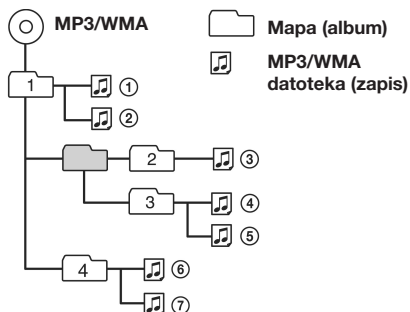 MP3/WMA
Mapa (album)
MP3/WMA
datoteka (zapis)
1
①
②
2
③
3
④
⑤
4
⑥
⑦